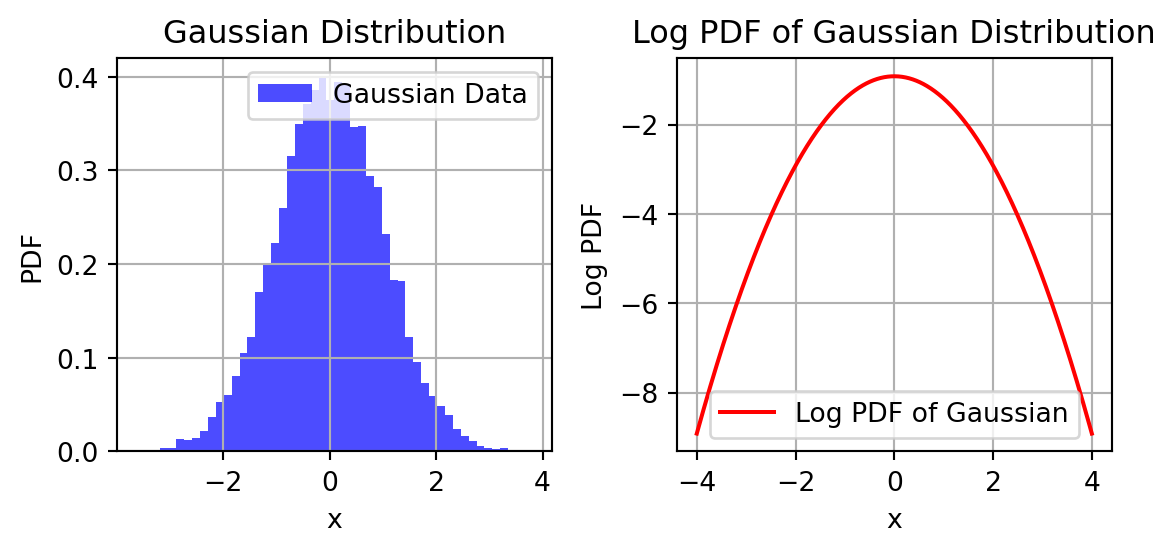 Gaussian Distribution
Gaussian Data
0.4
0.3
0.2
0.1
0.0
PDF
−2
0
2
4
x
Log PDF of Gaussian Distribution
−2
−4
−6
−8
Log PDF
Log PDF of Gaussian
−4
−2
0
2
4
x